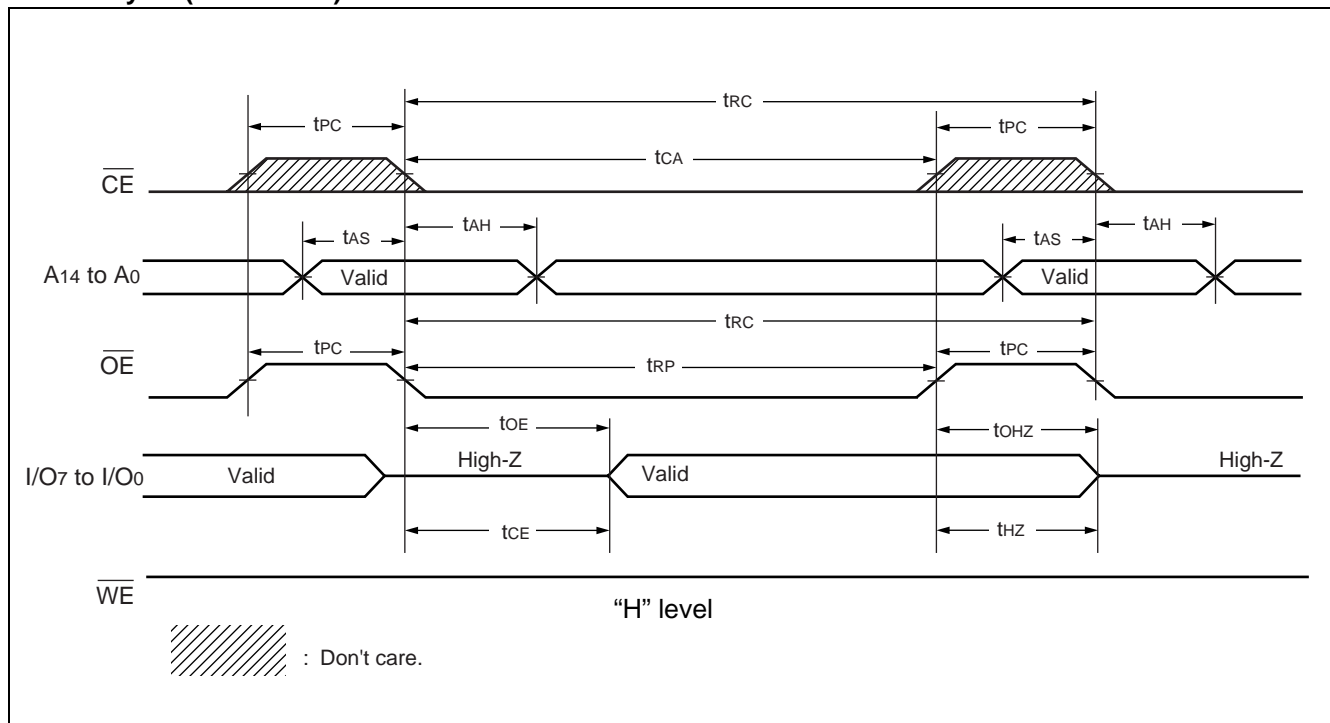 tRC
tPC tPC
tCA
CE
tAS tAH tAS tAH
A14 to A0 Valid Valid
tRC
tPC tPC
OE tRP
tOE tOHZ
I/O7 to I/O0 Valid High-Z Valid High-Z
tCE tHZ
WE
“H” level
: Don't care.